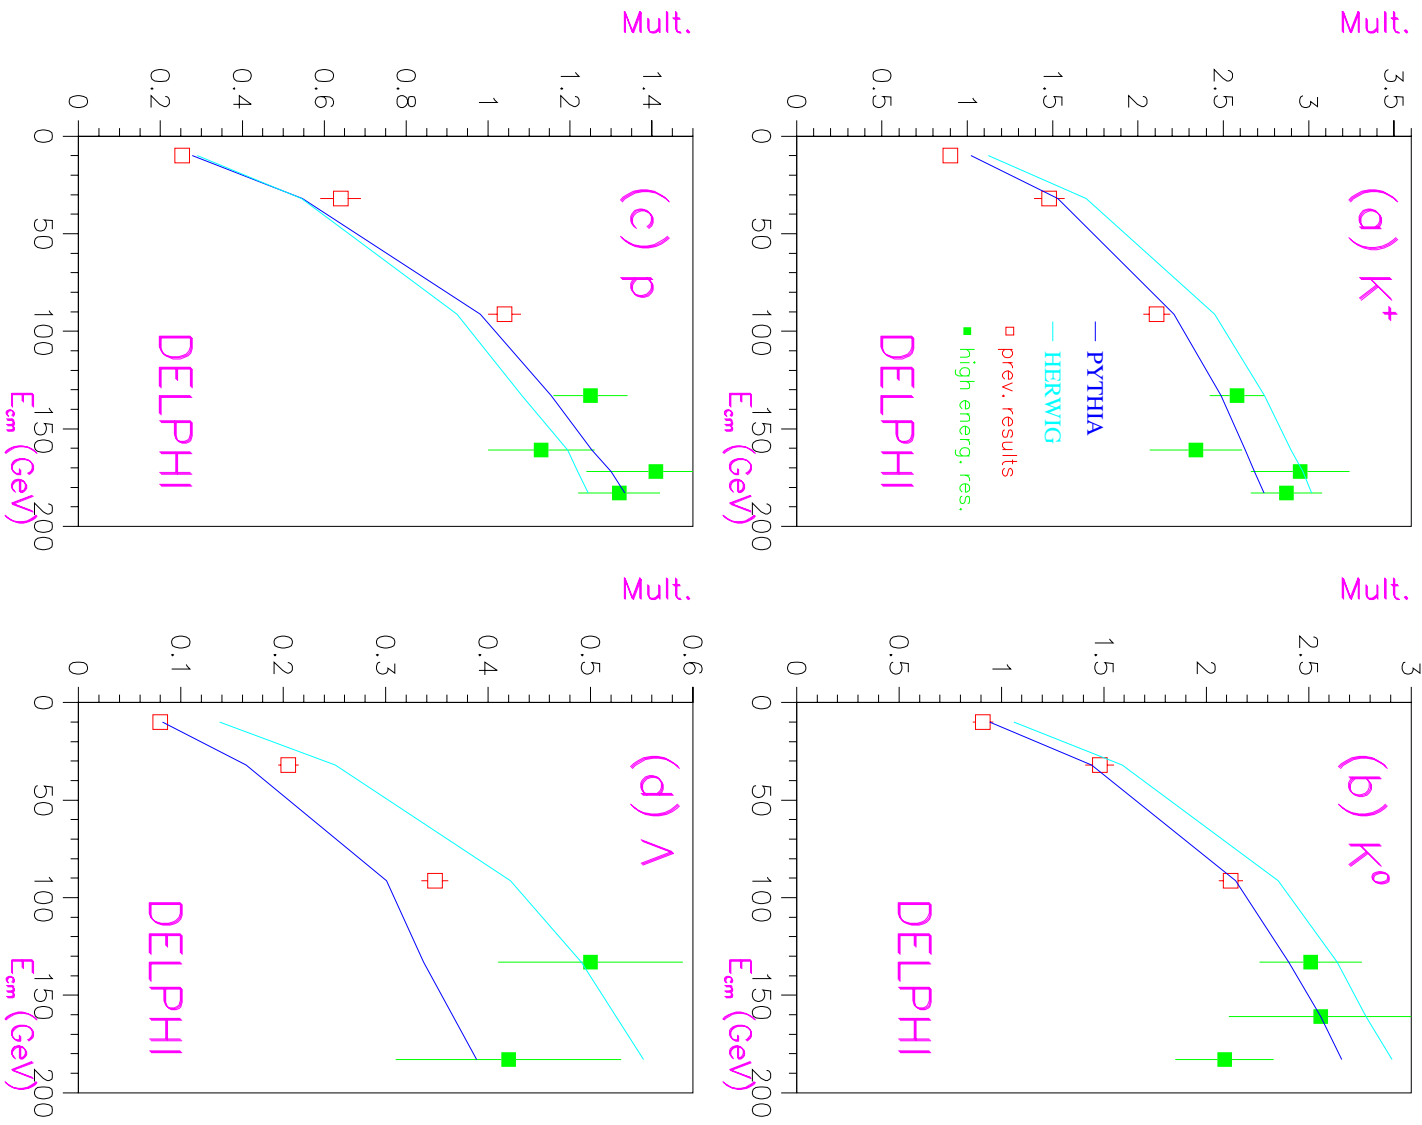 Mult.
3.5
3
2.5
2
1.5
1
0.5
0
0
50
100
150
200
(a) K⁺
— PYTHIA
— HERWIG
prev. results
high energ. res.
DELPHI
E_cm (GeV)
Mult.
3
2.5
2
1.5
1
0.5
0
0
50
100
150
200
(b) K⁰
DELPHI
E_cm (GeV)
Mult.
1.4
1.2
1
0.8
0.6
0.4
0.2
0
0
50
100
150
200
(c) p
DELPHI
E_cm (GeV)
Mult.
0.6
0.5
0.4
0.3
0.2
0.1
0
0
50
100
150
200
(d) Λ
DELPHI
E_cm (GeV)